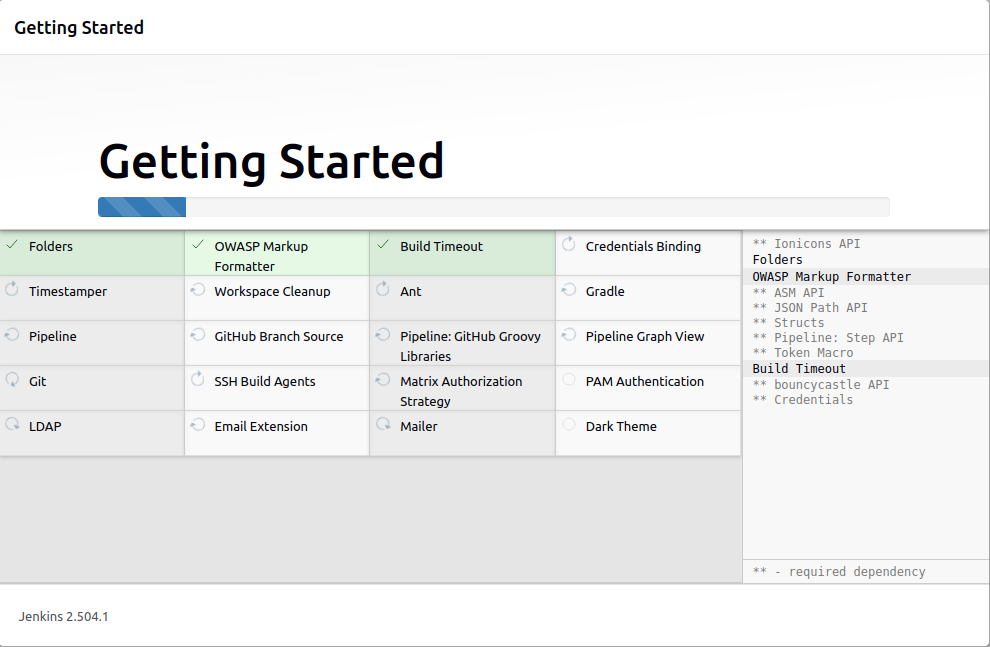 Getting Started
Getting Started
Folders
OWASP Markup
Formatter
Build Timeout
Credentials Binding
Timestamper
Workspace Cleanup
Ant
Gradle
Pipeline
GitHub Branch Source
Pipeline: GitHub Groovy
Libraries
Pipeline Graph View
Git
SSH Build Agents
Matrix Authorization
Strategy
PAM Authentication
LDAP
Email Extension
Mailer
Dark Theme
** Ionicons API
Folders
OWASP Markup Formatter
** ASM API
** JSON Path API
** Structs
** Pipeline: Step API
** Token Macro
Build Timeout
** bouncycastle API
** Credentials
** - required dependency
Jenkins 2.504.1